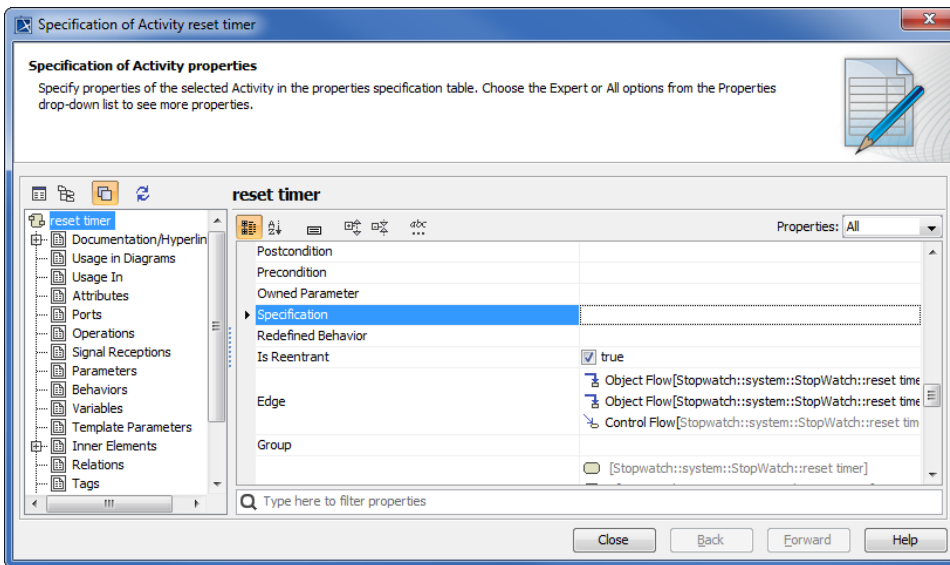 Specification of Activity reset timer
Specification of Activity properties
Specify properties of the selected Activity in the properties specification table. Choose the Expert or All options from the Properties
drop-down list to see more properties.
reset timer
reset timer
Documentation/Hyperlin
Usage in Diagrams
Usage In
Attributes
Ports
Operations
Signal Receptions
Parameters
Behaviors
Variables
Template Parameters
Inner Elements
Relations
Tags
abc
Properties: All
Postcondition
Precondition
Owned Parameter
Specification
Redefined Behavior
Is Reentrant true
Edge
Object Flow[Stopwatch::system::StopWatch::reset time
Object Flow[Stopwatch::system::StopWatch::reset time
Control Flow[Stopwatch::system::StopWatch::reset tim
Group
[Stopwatch::system::StopWatch::reset timer]
Type here to filter properties
Close Back Forward Help